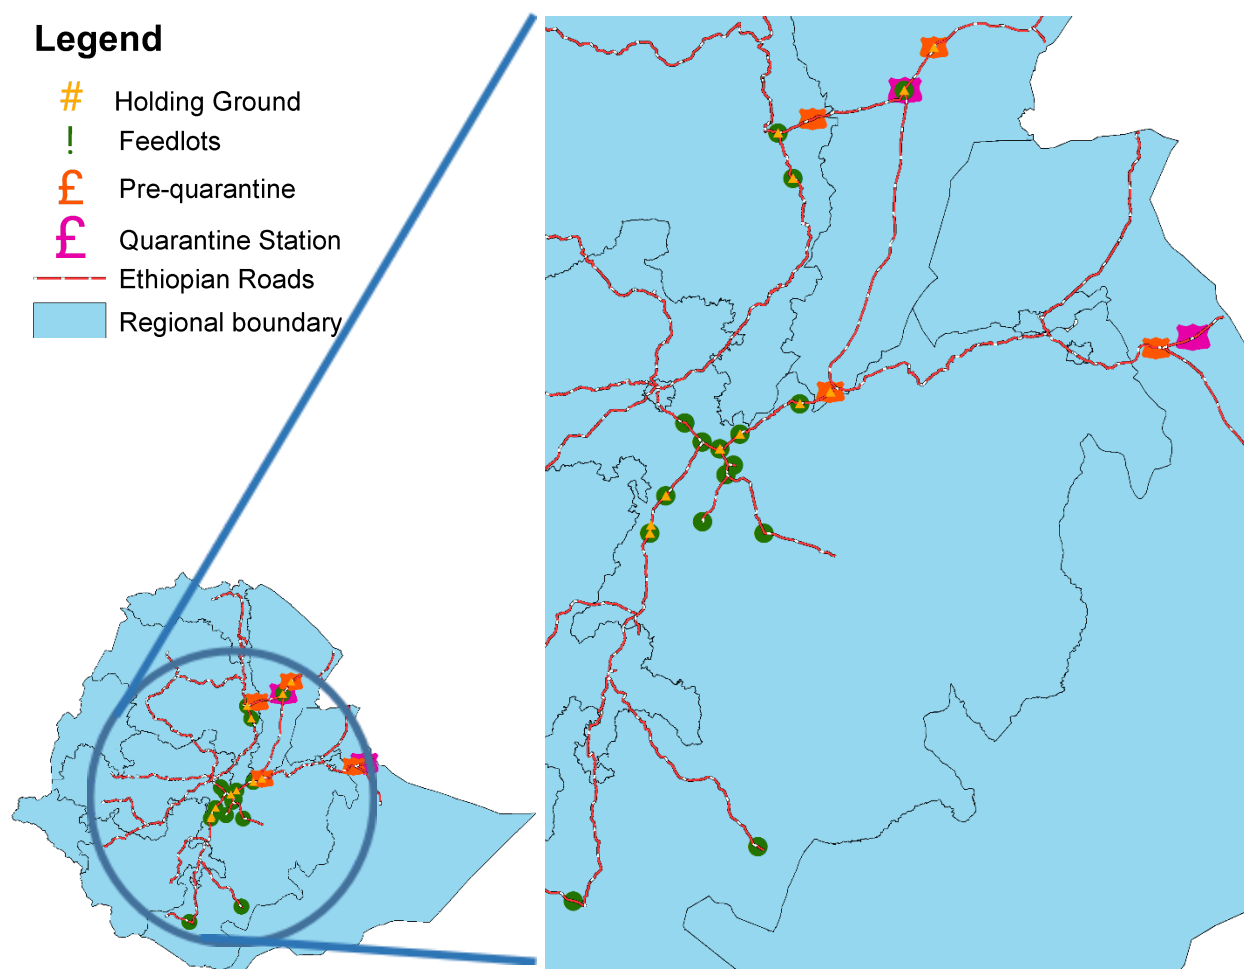 Legend
# Holding Ground
! Feedlots
£ Pre-quarantine
£ Quarantine Station
Ethiopian Roads
Regional boundary